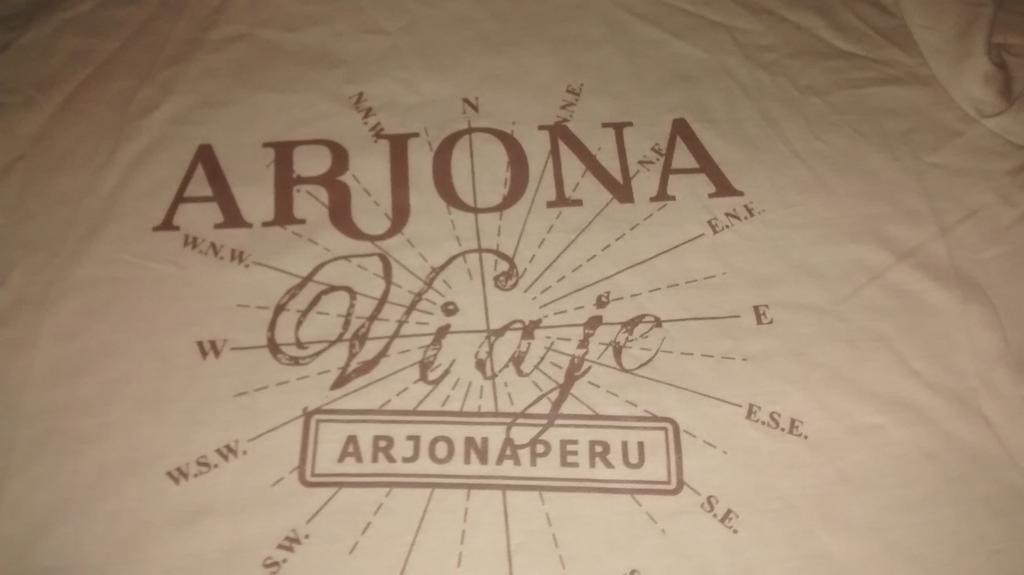 N.N.W. N N.N.E.
ARJONA
N.E.
W.N.W. E.N.E.
Viaje
W E
ARJONAPERU
W.S.W. E.S.E.
S.W. S.E.